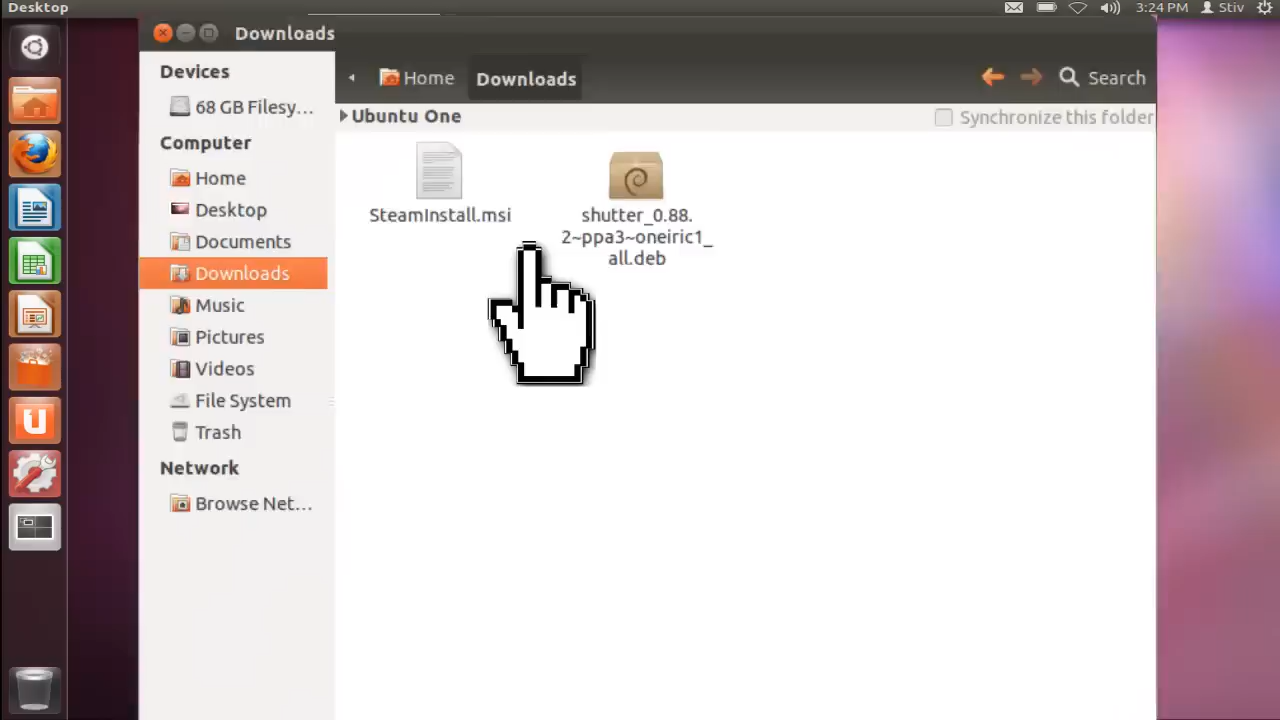 Desktop
3:24 PM
Stiv
Downloads
Devices
68 GB Filesy...
Computer
Home
Desktop
Documents
Downloads
Music
Pictures
Videos
File System
Trash
Network
Browse Net...
Home
Downloads
Search
Ubuntu One
Synchronize this folder
SteamInstall.msi
shutter_0.88.
2~ppa3~oneiric1_
all.deb